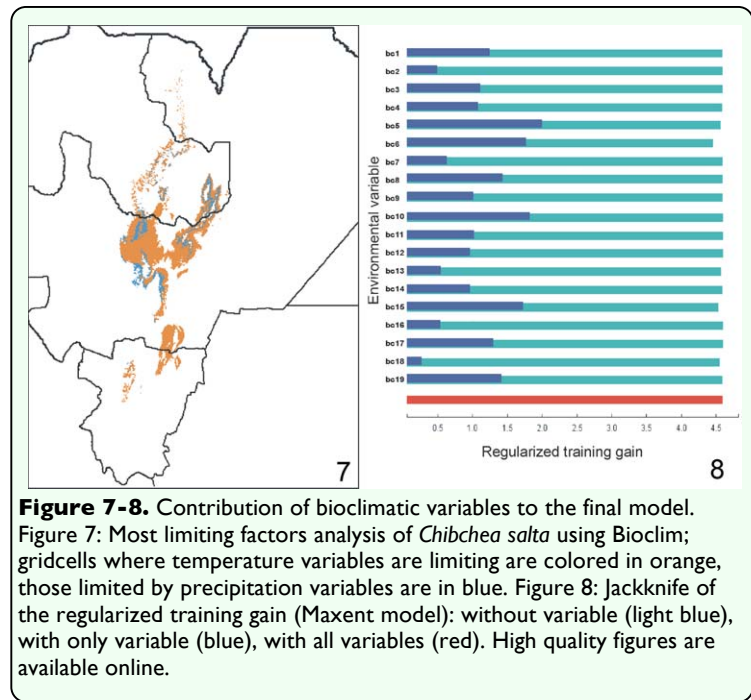 7
bc1
bc2
bc3
bc4
bc5
bc6
bc7
bc8
bc9
bc10
bc11
bc12
bc13
bc14
bc15
bc16
bc17
bc18
bc19
Environmental variable
0.5 1.0 1.5 2.0 2.5 3.0 3.5 4.0 4.5
Regularized training gain
8
Figure 7-8. Contribution of bioclimatic variables to the final model.
Figure 7: Most limiting factors analysis of Chibchea salta using Bioclim;
gridcells where temperature variables are limiting are colored in orange,
those limited by precipitation variables are in blue. Figure 8: Jackknife of
the regularized training gain (Maxent model): without variable (light blue),
with only variable (blue), with all variables (red). High quality figures are
available online.